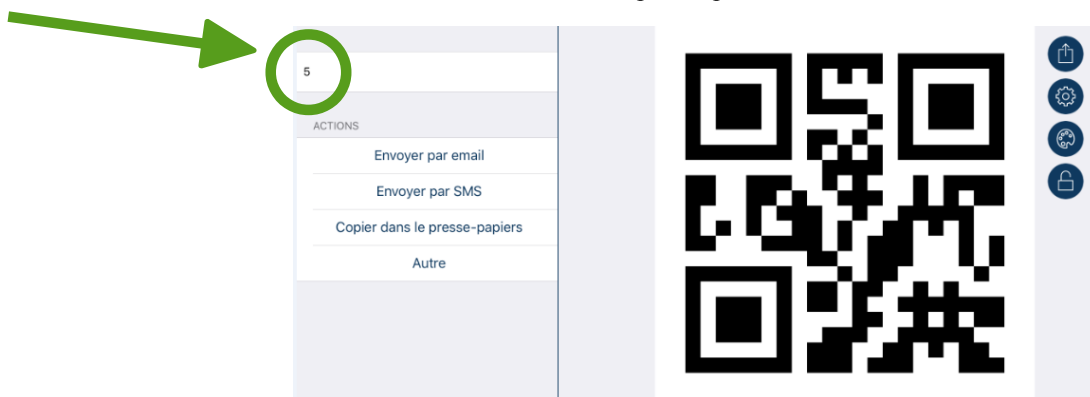 5
ACTIONS
Envoyer par email
Envoyer par SMS
Copier dans le presse-papiers
Autre